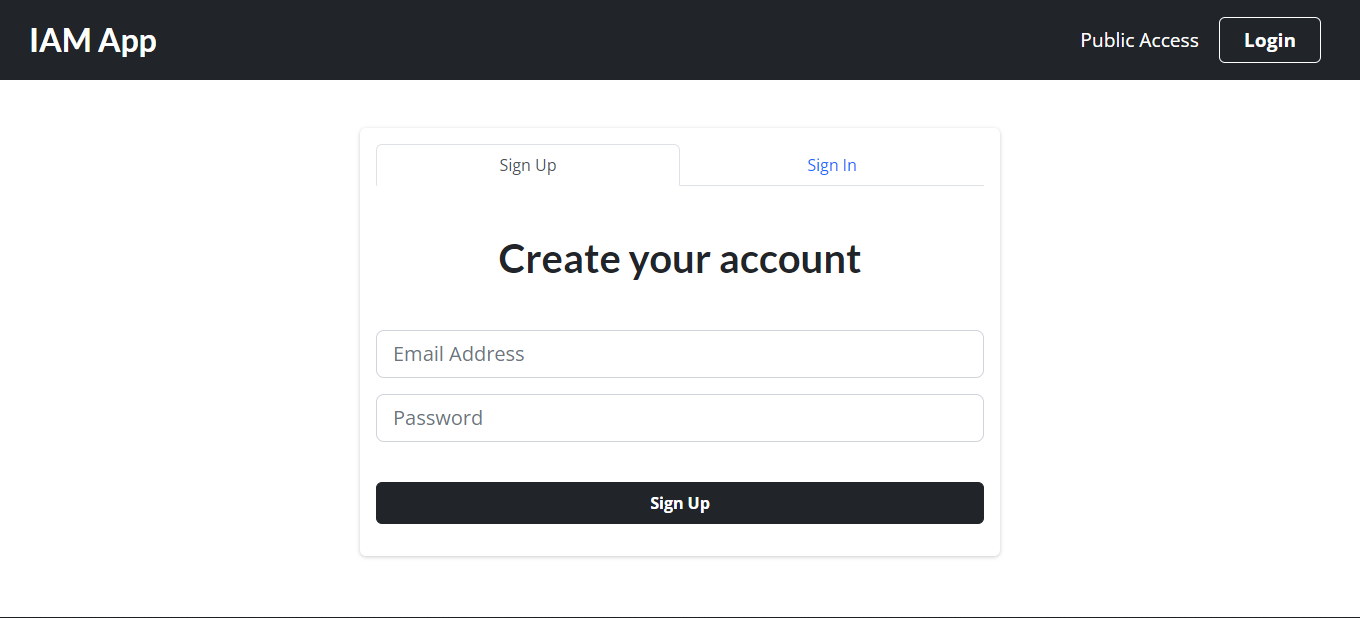 IAM App
Public Access
Login
Sign Up
Sign In
Create your account
Email Address
Password
Sign Up